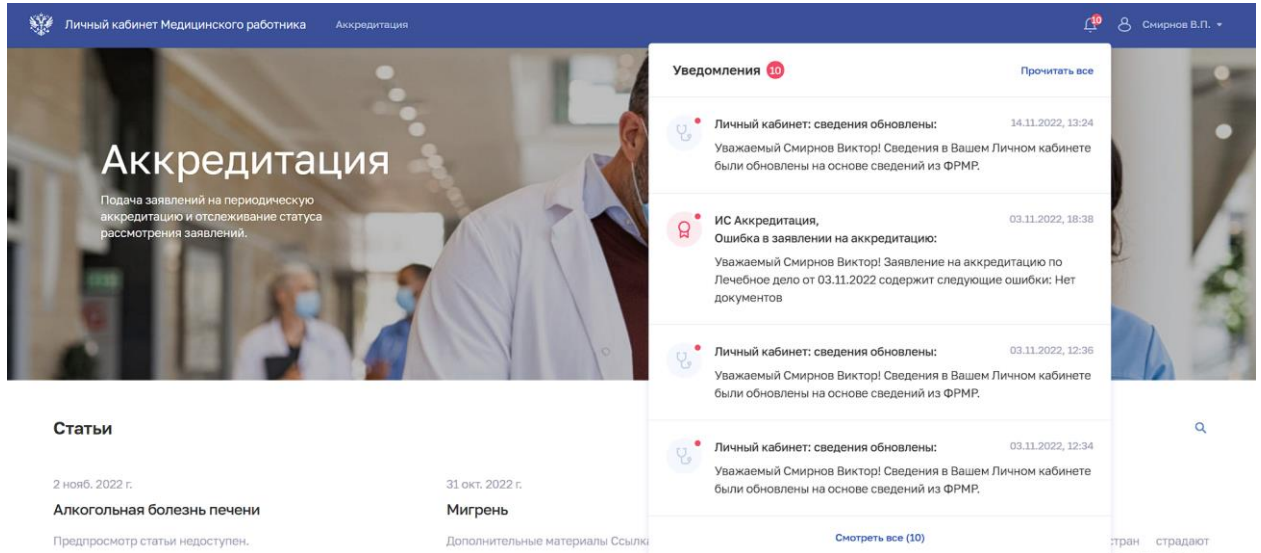 Личный кабинет Медицинского работника
Аккредитация
10
Смирнов В.П.
Аккредитация
Подача заявлений на периодическую
аккредитацию и отслеживание статуса
рассмотрения заявлений.
Уведомления 10
Прочитать все
Личный кабинет: сведения обновлены:
14.11.2022, 13:24
Уважаемый Смирнов Виктор! Сведения в Вашем Личном кабинете
были обновлены на основе сведений из ФРМР.
ИС Аккредитация,
03.11.2022, 18:38
Ошибка в заявлении на аккредитацию:
Уважаемый Смирнов Виктор! Заявление на аккредитацию по
Лечебное дело от 03.11.2022 содержит следующие ошибки: Нет
документов
Личный кабинет: сведения обновлены:
03.11.2022, 12:36
Уважаемый Смирнов Виктор! Сведения в Вашем Личном кабинете
были обновлены на основе сведений из ФРМР.
Личный кабинет: сведения обновлены:
03.11.2022, 12:34
Уважаемый Смирнов Виктор! Сведения в Вашем Личном кабинете
были обновлены на основе сведений из ФРМР.
Смотреть все (10)
Статьи
2 нояб. 2022 г.
Алкогольная болезнь печени
Предпросмотр статьи недоступен.
31 окт. 2022 г.
Мигрень
Дополнительные материалы
страдают